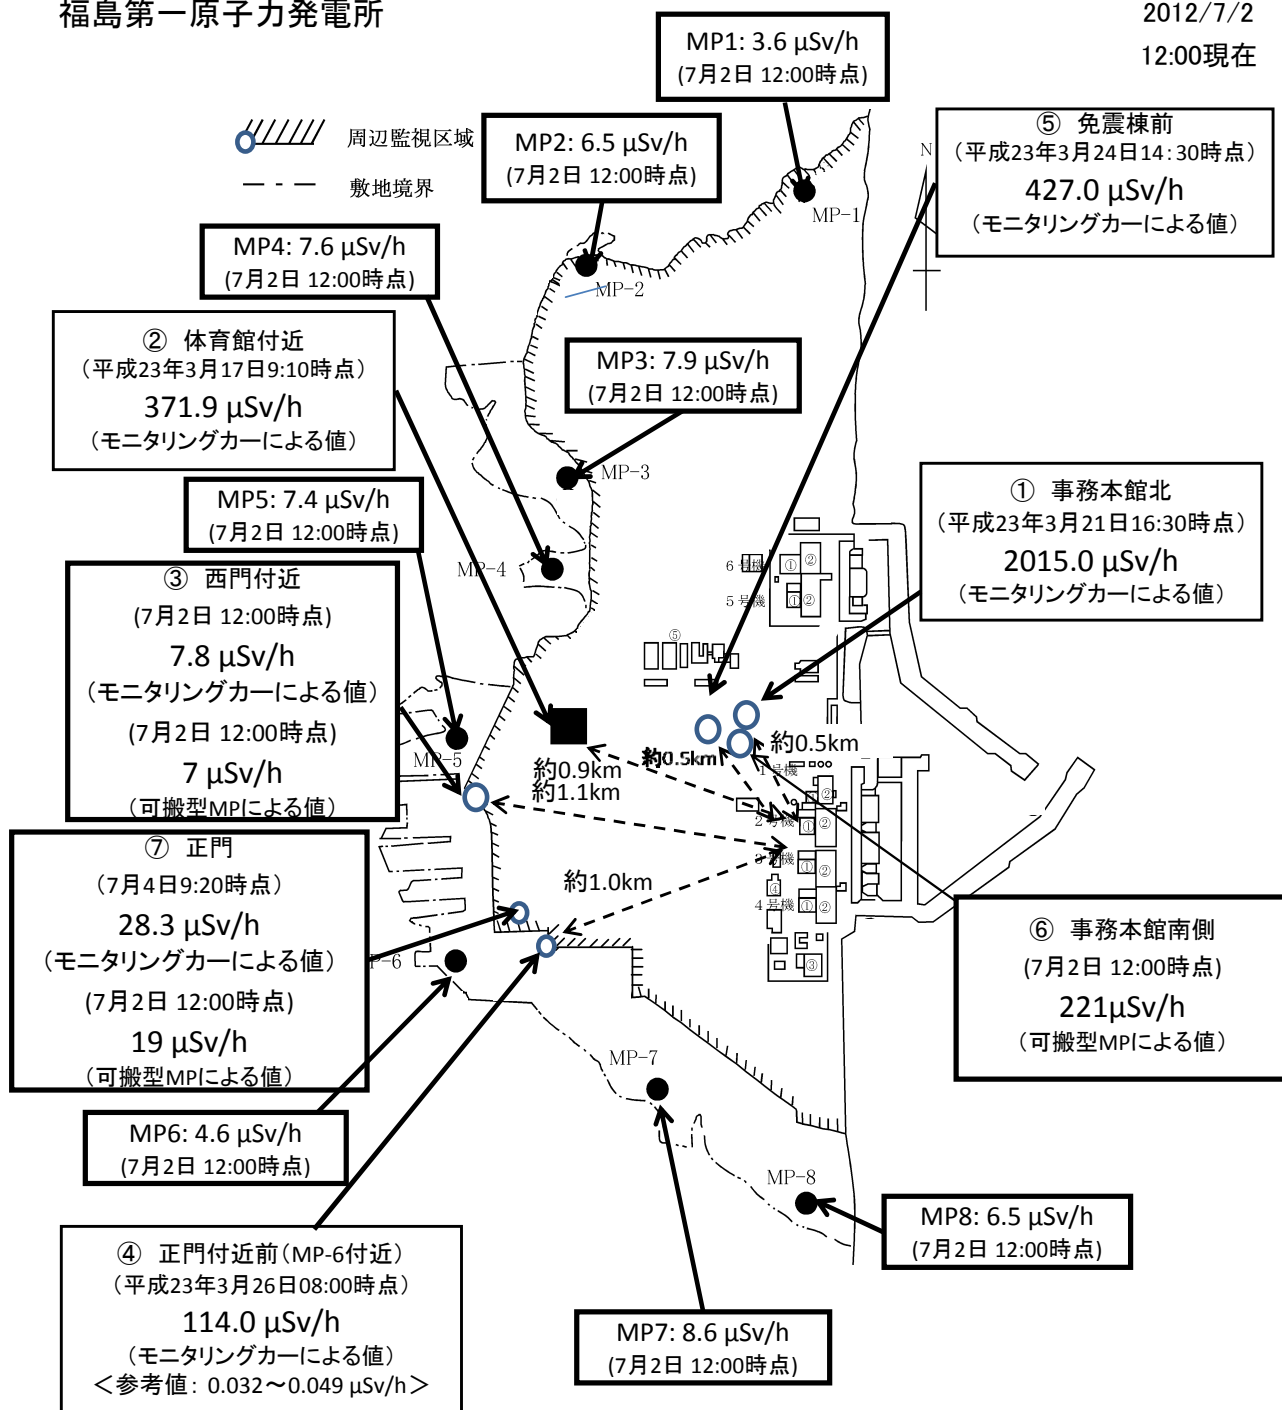 福島第一原子力発電所
2012/7/2
12:00現在
MP1: 3.6 μSv/h
(7月2日 12:00時点)
周辺監視区域
敷地境界
MP2: 6.5 μSv/h
(7月2日 12:00時点)
⑤ 免震棟前
(平成23年3月24日14:30時点)
427.0 μSv/h
(モニタリングカーによる値)
N
MP-1
MP4: 7.6 μSv/h
(7月2日 12:00時点)
MP-2
② 体育館付近
(平成23年3月17日9:10時点)
371.9 μSv/h
(モニタリングカーによる値)
MP3: 7.9 μSv/h
(7月2日 12:00時点)
MP-3
MP5: 7.4 μSv/h
(7月2日 12:00時点)
① 事務本館北
(平成23年3月21日16:30時点)
2015.0 μSv/h
(モニタリングカーによる値)
MP-4
6号機
①
②
5号機
①
②
③ 西門付近
(7月2日 12:00時点)
7.8 μSv/h
(モニタリングカーによる値)
(7月2日 12:00時点)
7 μSv/h
(可搬型MPによる値)
⑤
MP-5
約0.9km
約1.1km
約0.5km
約0.5km
1号機
②
2号機
①
②
3号機
①
②
④
4号機
①
②
③
約1.0km
⑦ 正門
(7月4日9:20時点)
28.3 μSv/h
(モニタリングカーによる値)
(7月2日 12:00時点)
19 μSv/h
(可搬型MPによる値)
P-6
⑥ 事務本館南側
(7月2日 12:00時点)
221μSv/h
(可搬型MPによる値)
MP-7
MP6: 4.6 μSv/h
(7月2日 12:00時点)
MP-8
MP8: 6.5 μSv/h
(7月2日 12:00時点)
④ 正門付近前(MP-6付近)
(平成23年3月26日08:00時点)
114.0 μSv/h
(モニタリングカーによる値)
<参考値: 0.032～0.049 μSv/h>
MP7: 8.6 μSv/h
(7月2日 12:00時点)